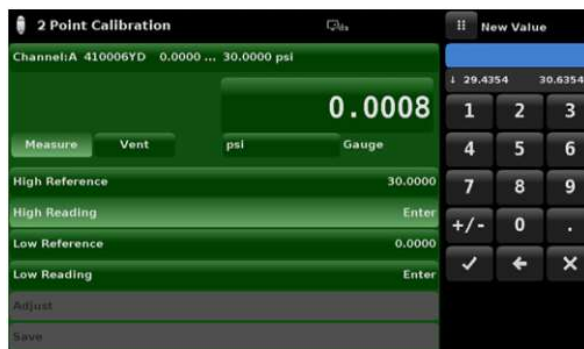 2 Point Calibration
Channel:A 410006YD 0.0000 ... 30.0000 psi
0.0008
Measure Vent psi Gauge
High Reference 30.0000
High Reading Enter
Low Reference 0.0000
Low Reading Enter
Adjust
Save
New Value
↓ 29.4354 30.6354
1 2 3
4 5 6
7 8 9
+/- 0 .